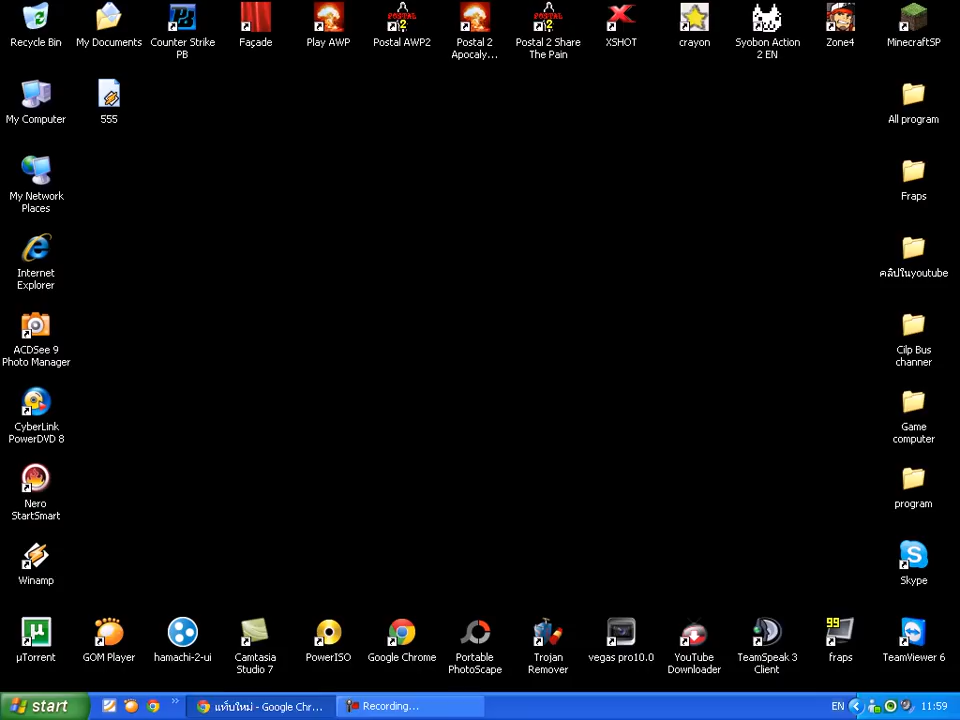 Recycle Bin
My Documents
Counter Strike
PB
Façade
Play AWP
Postal AWP2
Postal 2
Apocaly...
Postal 2 Share
The Pain
XSHOT
crayon
Syobon Action
2 EN
Zone4
MinecraftSP
My Computer
555
All program
My Network
Places
Fraps
Internet
Explorer
คลิปในyoutube
ACDSee 9
Photo Manager
Cilp Bus
channer
CyberLink
PowerDVD 8
Game
computer
Nero
StartSmart
program
Winamp
Skype
µTorrent
GOM Player
hamachi-2-ui
Camtasia
Studio 7
PowerISO
Google Chrome
Portable
PhotoScape
Trojan
Remover
vegas pro10.0
YouTube
Downloader
TeamSpeak 3
Client
99
fraps
TeamViewer 6
start
แท็บใหม่ - Google Chr...
Recording...
EN
11:59